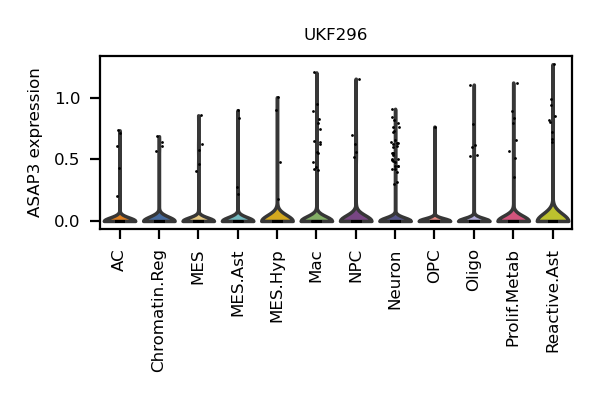 UKF296
ASAP3 expression
1.0
0.5
0.0
AC
Chromatin.Reg
MES
MES.Ast
MES.Hyp
Mac
NPC
Neuron
OPC
Oligo
Prolif.Metab
Reactive.Ast